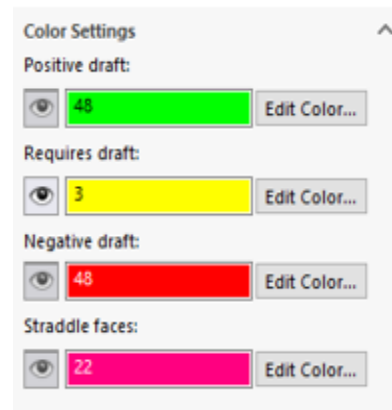 Color Settings
Positive draft:
48 Edit Color...
Requires draft:
3 Edit Color...
Negative draft:
48 Edit Color...
Straddle faces:
22 Edit Color...